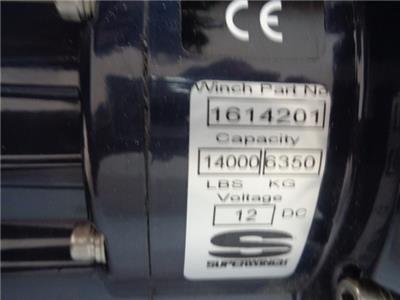 CE
Winch Part No
1614201
Capacity
14000 6350
LBS KG
Voltage
12 DC
SUPERWINCH